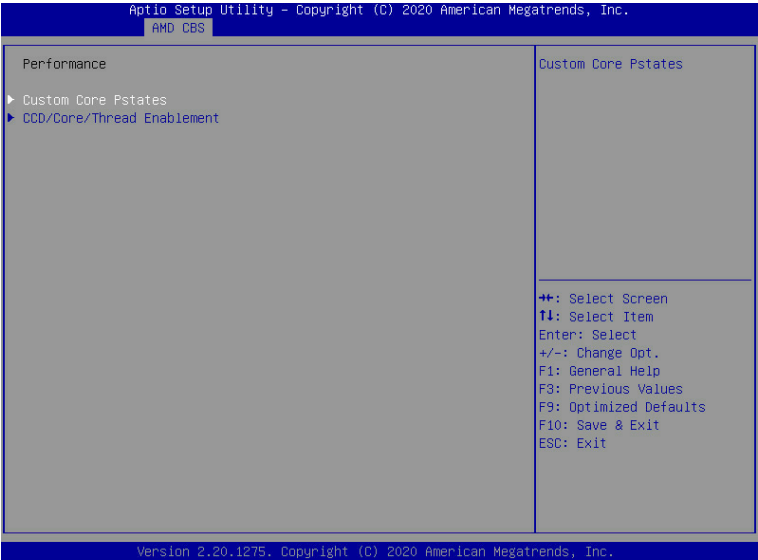 Aptio Setup Utility – Copyright (C) 2020 American Megatrends, Inc.
AMD CBS
Performance
Custom Core Pstates
CCD/Core/Thread Enablement
Custom Core Pstates
→←: Select Screen
↑↓: Select Item
Enter: Select
+/-: Change Opt.
F1: General Help
F3: Previous Values
F9: Optimized Defaults
F10: Save & Exit
ESC: Exit
Version 2.20.1275. Copyright (C) 2020 American Megatrends, Inc.